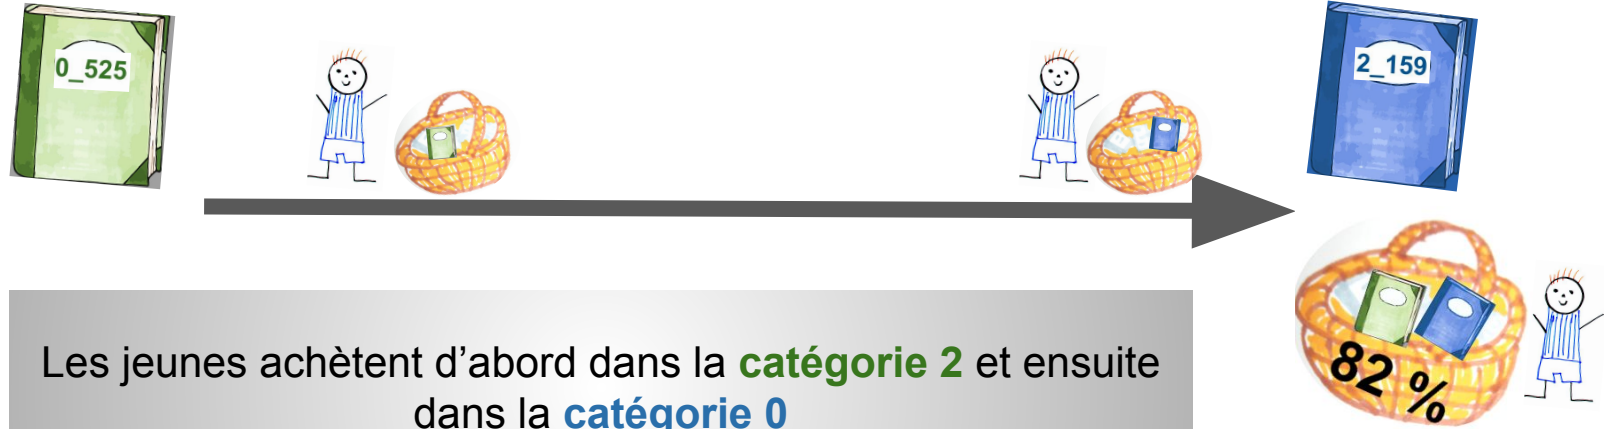 0_525
2_159
Les jeunes achètent d’abord dans la catégorie 2 et ensuite
dans la catégorie 0
82 %